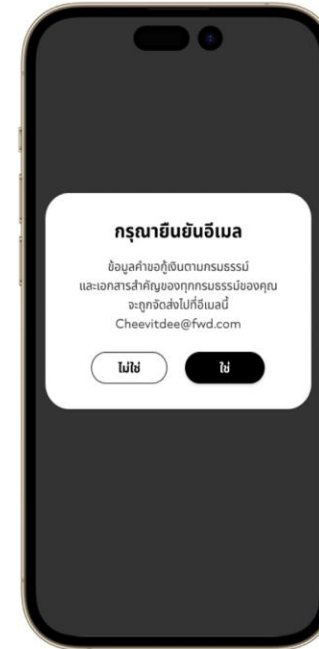 กรุณายืนยันอีเมล
ข้อมูลคำขอกู้เงินตามกรมธรรม์
และเอกสารสำคัญของทุกกรมธรรม์ของคุณ
จะถูกจัดส่งไปที่อีเมลนี้
Cheevitdee@fwd.com
ไม่ใช่ ใช่